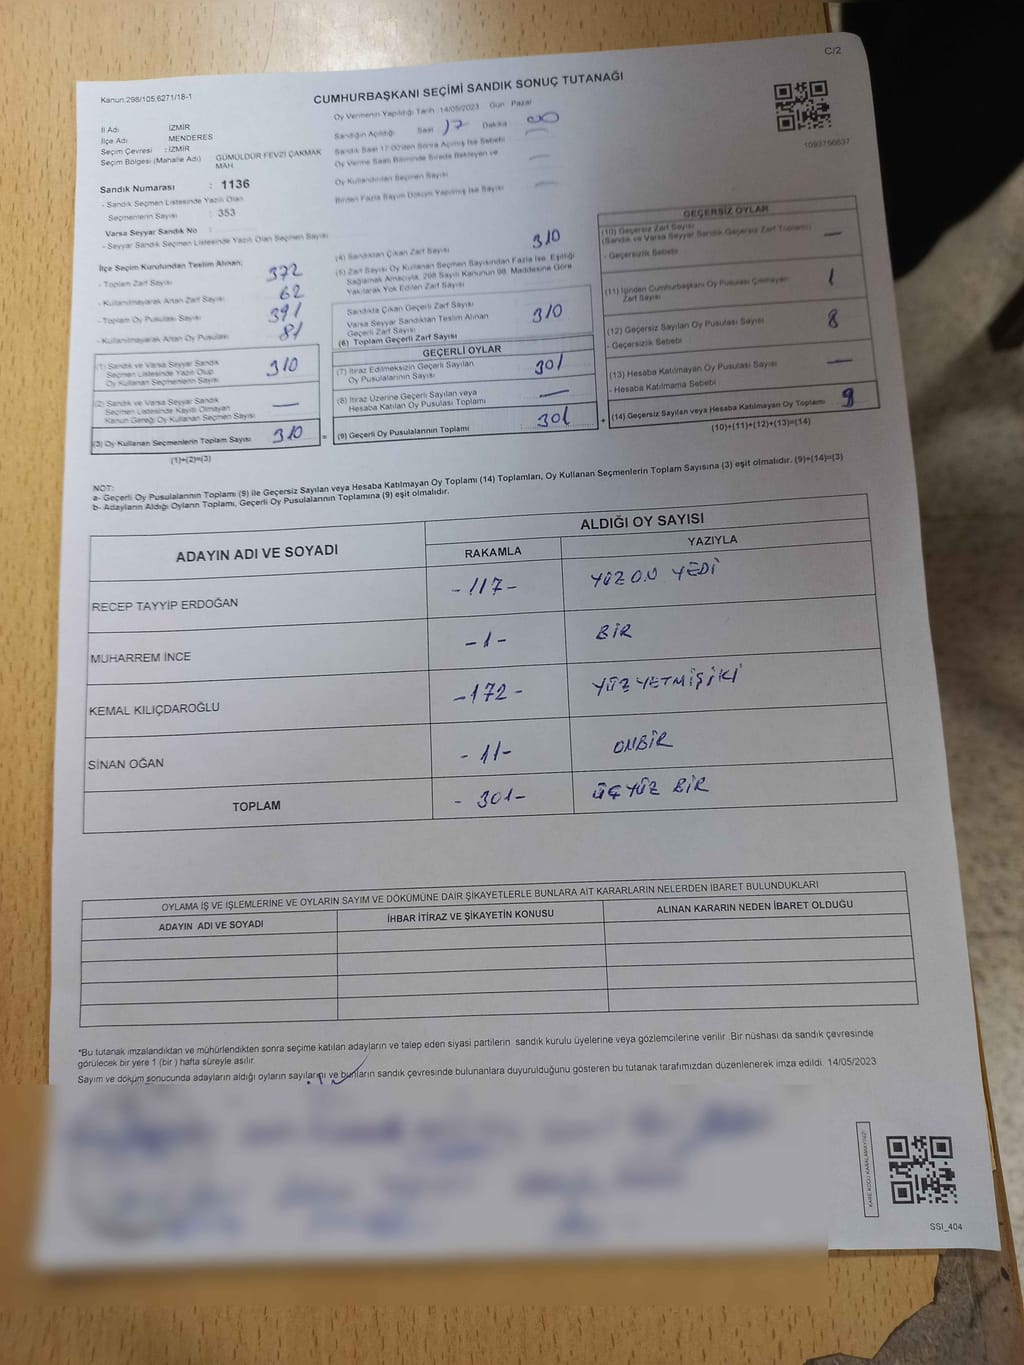 C/2
Kanun:298/105,6271/18-1
CUMHURBAŞKANI SEÇİMİ SANDIK SONUÇ TUTANAĞI
İl Adı : İZMİR
İlçe Adı : MENDERES
Seçim Çevresi : İZMİR
Seçim Bölgesi (Mahalle Adı) GÜMÜLDÜR FEVZİ ÇAKMAK MAH.
Sandık Numarası : 1136
- Sandık Seçmen Listesinde Yazılı Olan
Seçmenlerin Sayısı : 353
Varsa Seyyar Sandık No :
- Seyyar Sandık Seçmen Listesinde Yazılı Olan Seçmen Sayısı
Oy Vermenin Yapıldığı Tarih :14/05/2023 Gün Pazar
Sandığın Açıldığı Saat 17 Dakika 00
Sandık Saat 17:00'den Sonra Açılmış İse Sebebi
Oy Verme Saati Bitiminde Sırada Bekleyen ve
Oy Kullandırılan Seçmen Sayısı
Birden Fazla Sayım Döküm Yapılmış İse Sayısı
1093756637
İlçe Seçim Kurulundan Teslim Alınan;
- Toplam Zarf Sayısı 372
- Kullanılmayarak Artan Zarf Sayısı 62
- Toplam Oy Pusulası Sayısı 391
- Kullanılmayarak Artan Oy Pusulası 81
(1) Sandık ve Varsa Seyyar Sandık
Seçmen Listesinde Yazılı Olup
Oy Kullanan Seçmenlerin Sayısı 310
(2) Sandık ve Varsa Seyyar Sandık
Seçmen Listesinde Kayıtlı Olmayan
Kanun Gereği Oy Kullanan Seçmen Sayısı —
(3) Oy Kullanan Seçmenlerin Toplam Sayısı 310
(1)+(2)=(3)
(4) Sandıktan Çıkan Zarf Sayısı 310
(5) Zarf Sayısı Oy Kullanan Seçmen Sayısından Fazla İse, Eşitliği
Sağlamak Amacıyla, 298 Sayılı Kanunun 98. Maddesine Göre
Yakılarak Yok Edilen Zarf Sayısı
Sandıkta Çıkan Geçerli Zarf Sayısı
Varsa Seyyar Sandıktan Teslim Alınan
Geçerli Zarf Sayısı
(6) Toplam Geçerli Zarf Sayısı 310
GEÇERLİ OYLAR
(7) İtiraz Edilmeksizin Geçerli Sayılan
Oy Pusulalarının Sayısı 301
(8) İtiraz Üzerine Geçerli Sayılan veya
Hesaba Katılan Oy Pusulası Toplamı —
= (9) Geçerli Oy Pusulalarının Toplamı 301
GEÇERSİZ OYLAR
(10) Geçersiz Zarf Sayısı
(Sandık ve Varsa Seyyar Sandık Geçersiz Zarf Toplamı) —
- Geçersizlik Sebebi
(11) İçinden Cumhurbaşkanı Oy Pusulası Çıkmayan
Zarf Sayısı 1
(12) Geçersiz Sayılan Oy Pusulası Sayısı 8
- Geçersizlik Sebebi
(13) Hesaba Katılmayan Oy Pusulası Sayısı —
- Hesaba Katılmama Sebebi
+ (14) Geçersiz Sayılan veya Hesaba Katılmayan Oy Toplamı 9
(10)+(11)+(12)+(13)=(14)
NOT:
a- Geçerli Oy Pusulalarının Toplamı (9) ile Geçersiz Sayılan veya Hesaba Katılmayan Oy Toplamı (14) Toplamları, Oy Kullanan Seçmenlerin Toplam Sayısına (3) eşit olmalıdır. (9)+(14)=(3)
b- Adayların Aldığı Oyların Toplamı, Geçerli Oy Pusulalarının Toplamına (9) eşit olmalıdır.
ADAYIN ADI VE SOYADI ALDIĞI OY SAYISI
RAKAMLA YAZIYLA
RECEP TAYYİP ERDOĞAN -117- YÜZON YEDİ
MUHARREM İNCE -1- BİR
KEMAL KILIÇDAROĞLU -172- YÜZYETMİŞİKİ
SİNAN OĞAN -11- ONBİR
TOPLAM -301- ÜÇYÜZ BİR
OYLAMA İŞ VE İŞLEMLERİNE VE OYLARIN SAYIM VE DÖKÜMÜNE DAİR ŞİKAYETLERLE BUNLARA AİT KARARLARIN NELERDEN İBARET BULUNDUKLARI
ADAYIN ADI VE SOYADI İHBAR İTİRAZ VE ŞİKAYETİN KONUSU ALINAN KARARIN NEDEN İBARET OLDUĞU
*Bu tutanak imzalandıktan ve mühürlendikten sonra seçime katılan adayların ve talep eden siyasi partilerin sandık kurulu üyelerine veya gözlemcilerine verilir. Bir nüshası da sandık çevresinde
görülecek bir yere 1 (bir ) hafta süreyle asılır.
Sayım ve döküm sonucunda adayların aldığı oyların sayılarını ve bunların sandık çevresinde bulunanlara duyurulduğunu gösteren bu tutanak tarafımızdan düzenlenerek imza edildi. 14/05/2023
KARE KODU KARALAMAYINIZ!
SSI_404